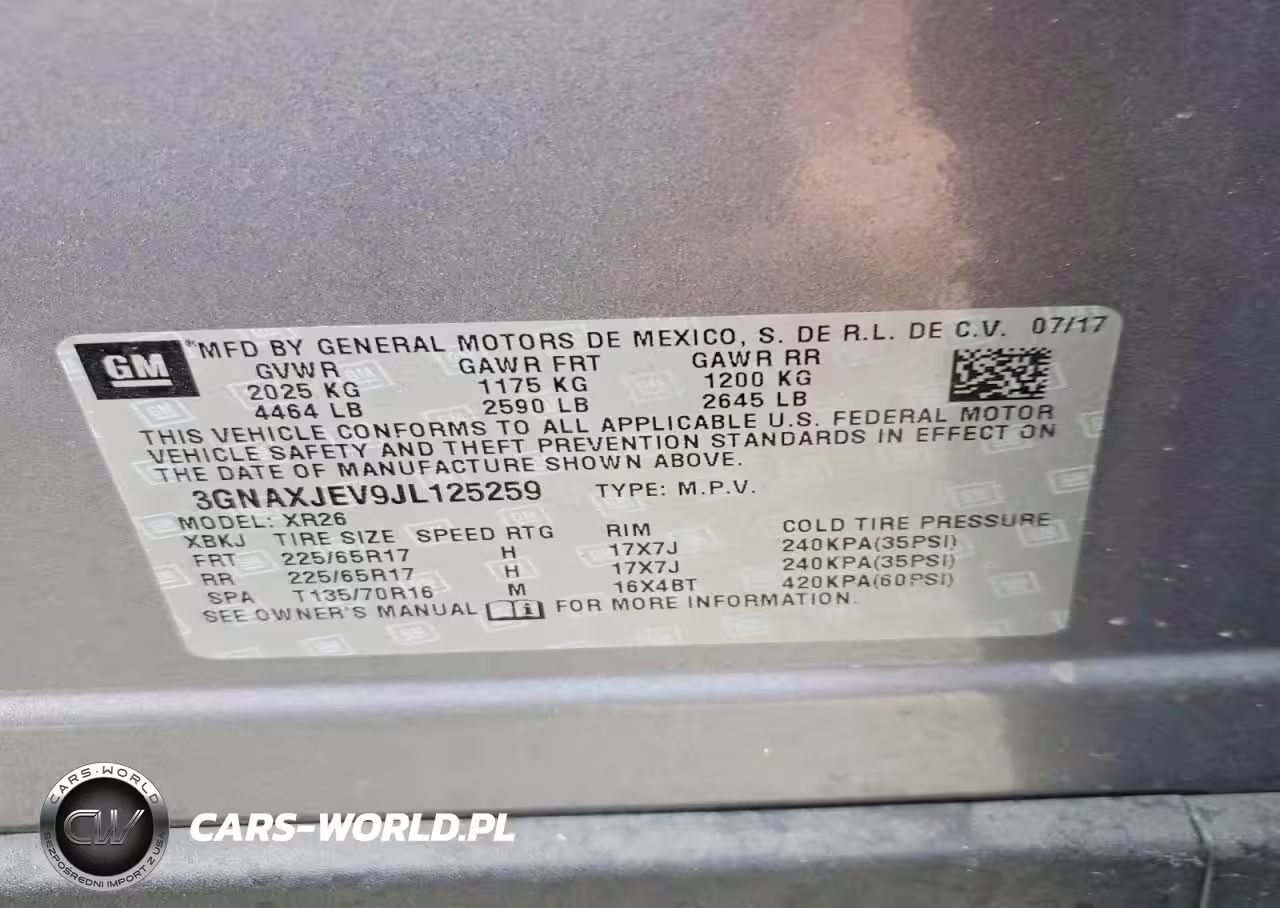 GM
®MFD BY GENERAL MOTORS DE MEXICO, S. DE R.L. DE C.V. 07/17
GVWR GAWR FRT GAWR RR
2025 KG 1175 KG 1200 KG
4464 LB 2590 LB 2645 LB
THIS VEHICLE CONFORMS TO ALL APPLICABLE U.S. FEDERAL MOTOR
VEHICLE SAFETY AND THEFT PREVENTION STANDARDS IN EFFECT ON
THE DATE OF MANUFACTURE SHOWN ABOVE.
3GNAXJEV9JL125259 TYPE: M.P.V.
MODEL: XR26
XBKJ TIRE SIZE SPEED RTG RIM COLD TIRE PRESSURE
FRT 225/65R17 H 17X7J 240KPA(35PSI)
RR 225/65R17 H 17X7J 240KPA(35PSI)
SPA T135/70R16 M 16X4BT 420KPA(60PSI)
SEE OWNER'S MANUAL FOR MORE INFORMATION.
CARS-WORLD
CW
BEZPOŚREDNI IMPORT Z USA
CARS-WORLD.PL